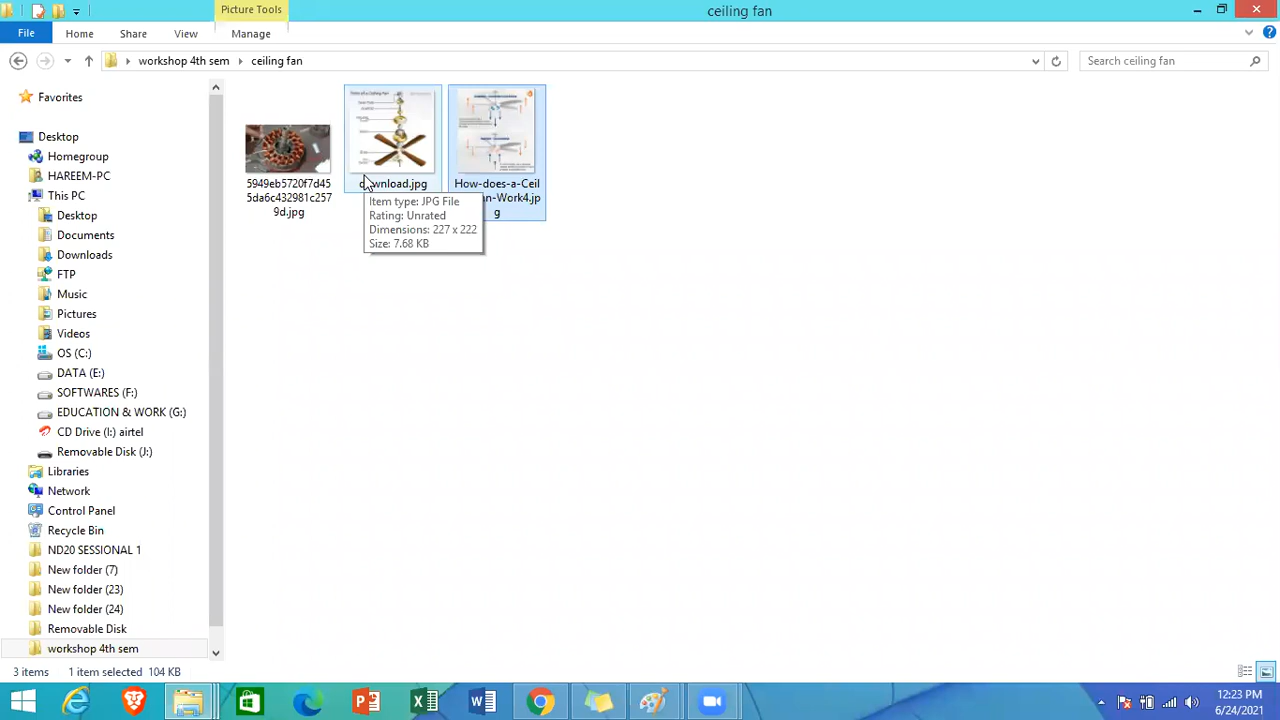 Picture Tools
ceiling fan
File
Home
Share
View
Manage
workshop 4th sem
ceiling fan
Search ceiling fan
Favorites
Desktop
Homegroup
HAREEM-PC
This PC
Desktop
Documents
Downloads
FTP
Music
Pictures
Videos
OS (C:)
DATA (E:)
SOFTWARES (F:)
EDUCATION & WORK (G:)
CD Drive (I:) airtel
Removable Disk (J:)
Libraries
Network
Control Panel
Recycle Bin
ND20 SESSIONAL 1
New folder (7)
New folder (23)
New folder (24)
Removable Disk
workshop 4th sem
5949eb5720f7d45
5da6c432981c257
9d.jpg
download.jpg
How-does-a-Ceil
an-Work4.jp
g
Item type: JPG File
Rating: Unrated
Dimensions: 227 x 222
Size: 7.68 KB
3 items
1 item selected 104 KB
12:23 PM
6/24/2021